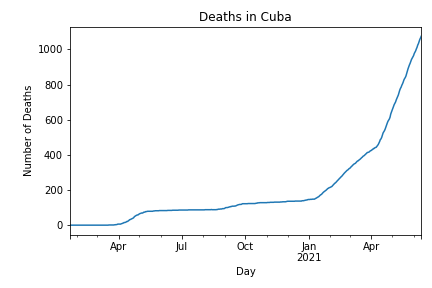 Deaths in Cuba
Number of Deaths
1000
800
600
400
200
0
Apr
Jul
Oct
Jan
2021
Apr
Day